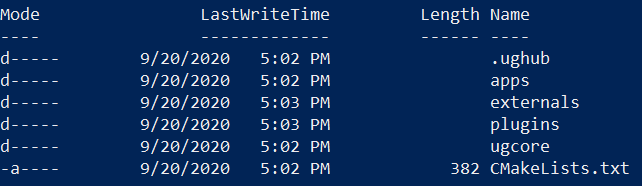 Mode                LastWriteTime         Length Name
----                -------------         ------ ----
d-----        9/20/2020   5:02 PM                .ughub
d-----        9/20/2020   5:02 PM                apps
d-----        9/20/2020   5:03 PM                externals
d-----        9/20/2020   5:03 PM                plugins
d-----        9/20/2020   5:02 PM                ugcore
-a----        9/20/2020   5:02 PM            382 CMakeLists.txt